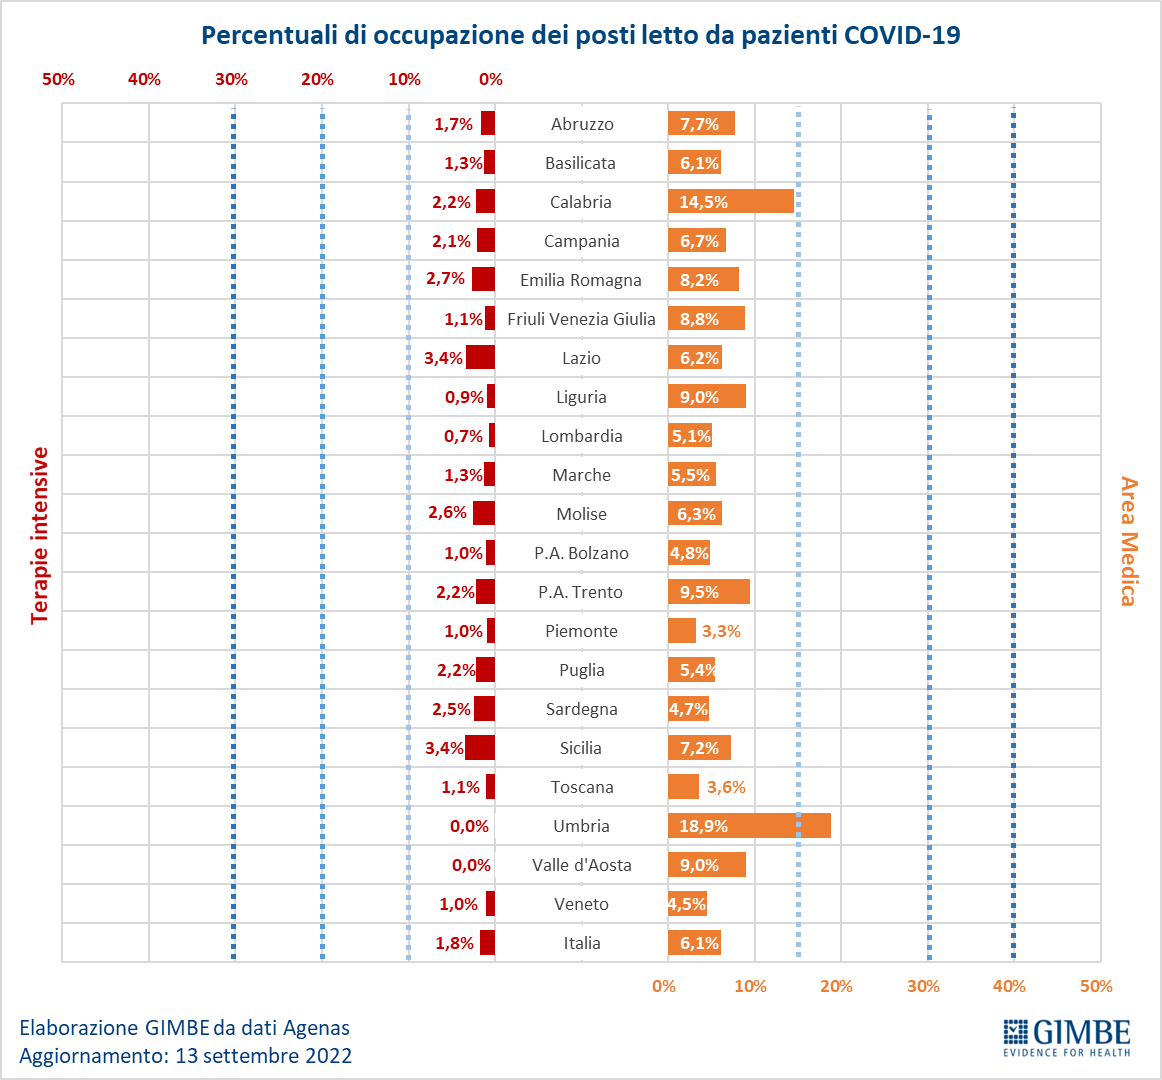 Percentuali di occupazione dei posti letto da pazienti COVID-19
50% 40% 30% 20% 10% 0%
1,7% Abruzzo 7,7%
1,3% Basilicata 6,1%
2,2% Calabria 14,5%
2,1% Campania 6,7%
2,7% Emilia Romagna 8,2%
1,1% Friuli Venezia Giulia 8,8%
3,4% Lazio 6,2%
0,9% Liguria 9,0%
0,7% Lombardia 5,1%
1,3% Marche 5,5%
2,6% Molise 6,3%
1,0% P.A. Bolzano 4,8%
2,2% P.A. Trento 9,5%
1,0% Piemonte 3,3%
2,2% Puglia 5,4%
2,5% Sardegna 4,7%
3,4% Sicilia 7,2%
1,1% Toscana 3,6%
0,0% Umbria 18,9%
0,0% Valle d'Aosta 9,0%
1,0% Veneto 4,5%
1,8% Italia 6,1%
Terapie intensive
Area Medica
0% 10% 20% 30% 40% 50%
Elaborazione GIMBE da dati Agenas
Aggiornamento: 13 settembre 2022
GIMBE
EVIDENCE FOR HEALTH